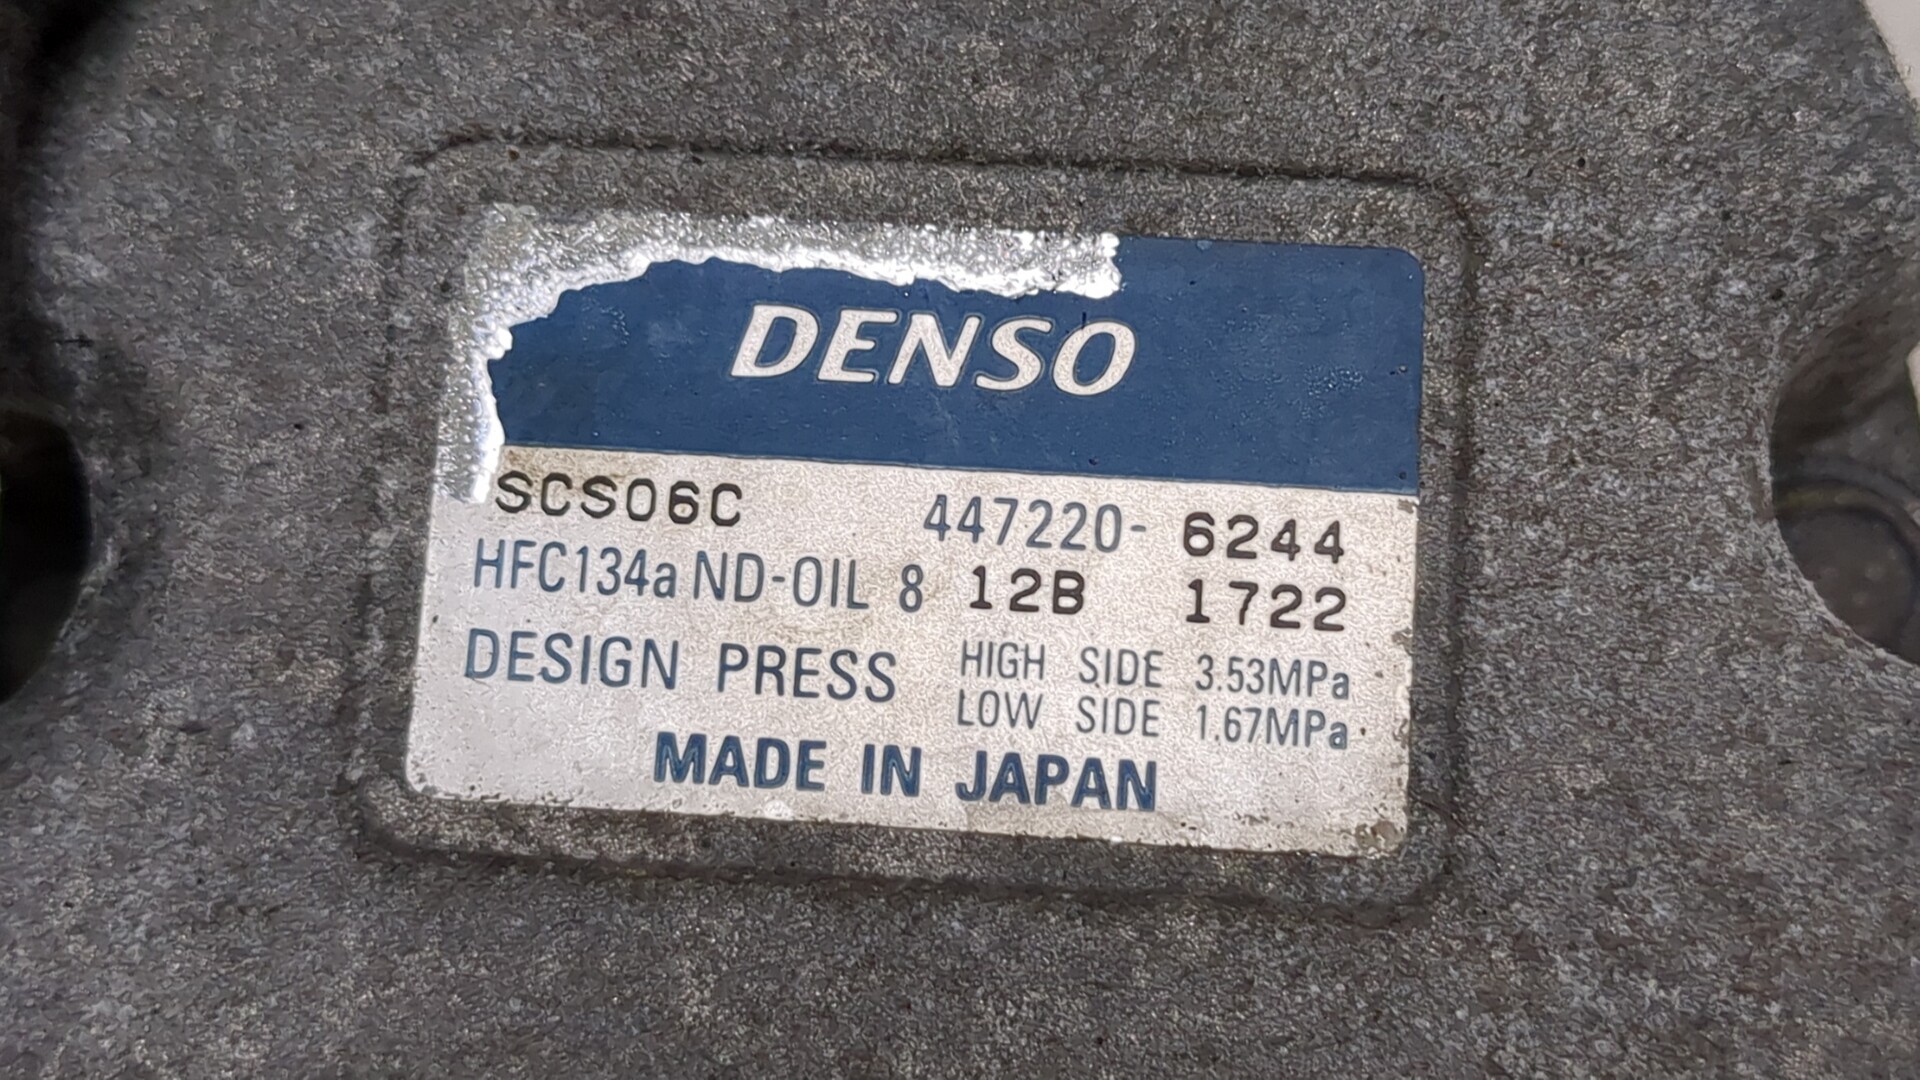 DENSO
SCS06C 447220- 6244
HFC134a ND-OIL 8 12B 1722
DESIGN PRESS HIGH SIDE 3.53MPa
LOW SIDE 1.67MPa
MADE IN JAPAN